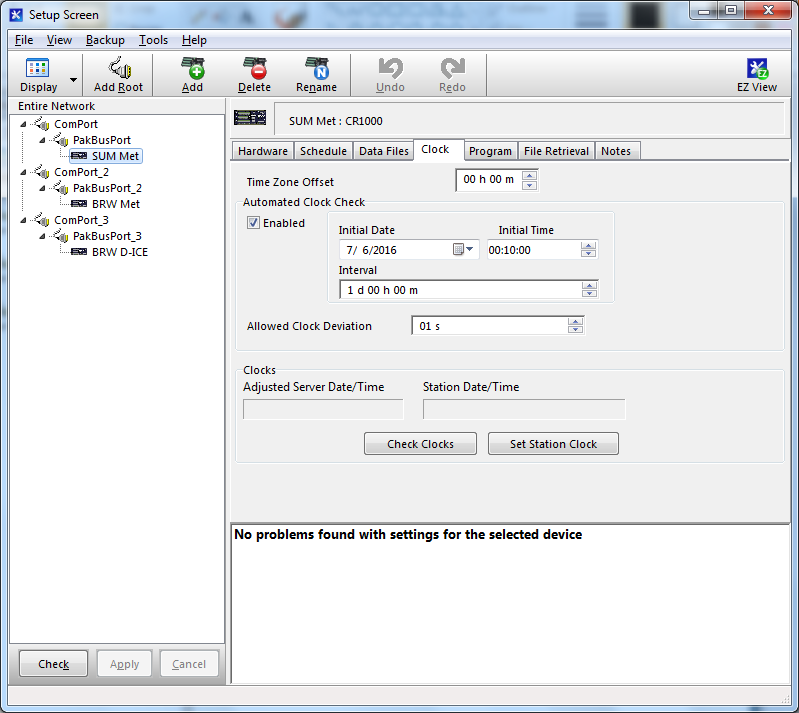 Setup Screen
File View Backup Tools Help
Display Add Root Add Delete Rename Undo Redo EZ View
Entire Network
ComPort
PakBusPort
SUM Met
ComPort_2
PakBusPort_2
BRW Met
ComPort_3
PakBusPort_3
BRW D-ICE
Check Apply Cancel
SUM Met : CR1000
Hardware Schedule Data Files Clock Program File Retrieval Notes
Time Zone Offset 00 h 00 m
Automated Clock Check
Enabled
Initial Date Initial Time
7/ 6/2016 00:10:00
Interval
1 d 00 h 00 m
Allowed Clock Deviation 01 s
Clocks
Adjusted Server Date/Time Station Date/Time
Check Clocks Set Station Clock
No problems found with settings for the selected device